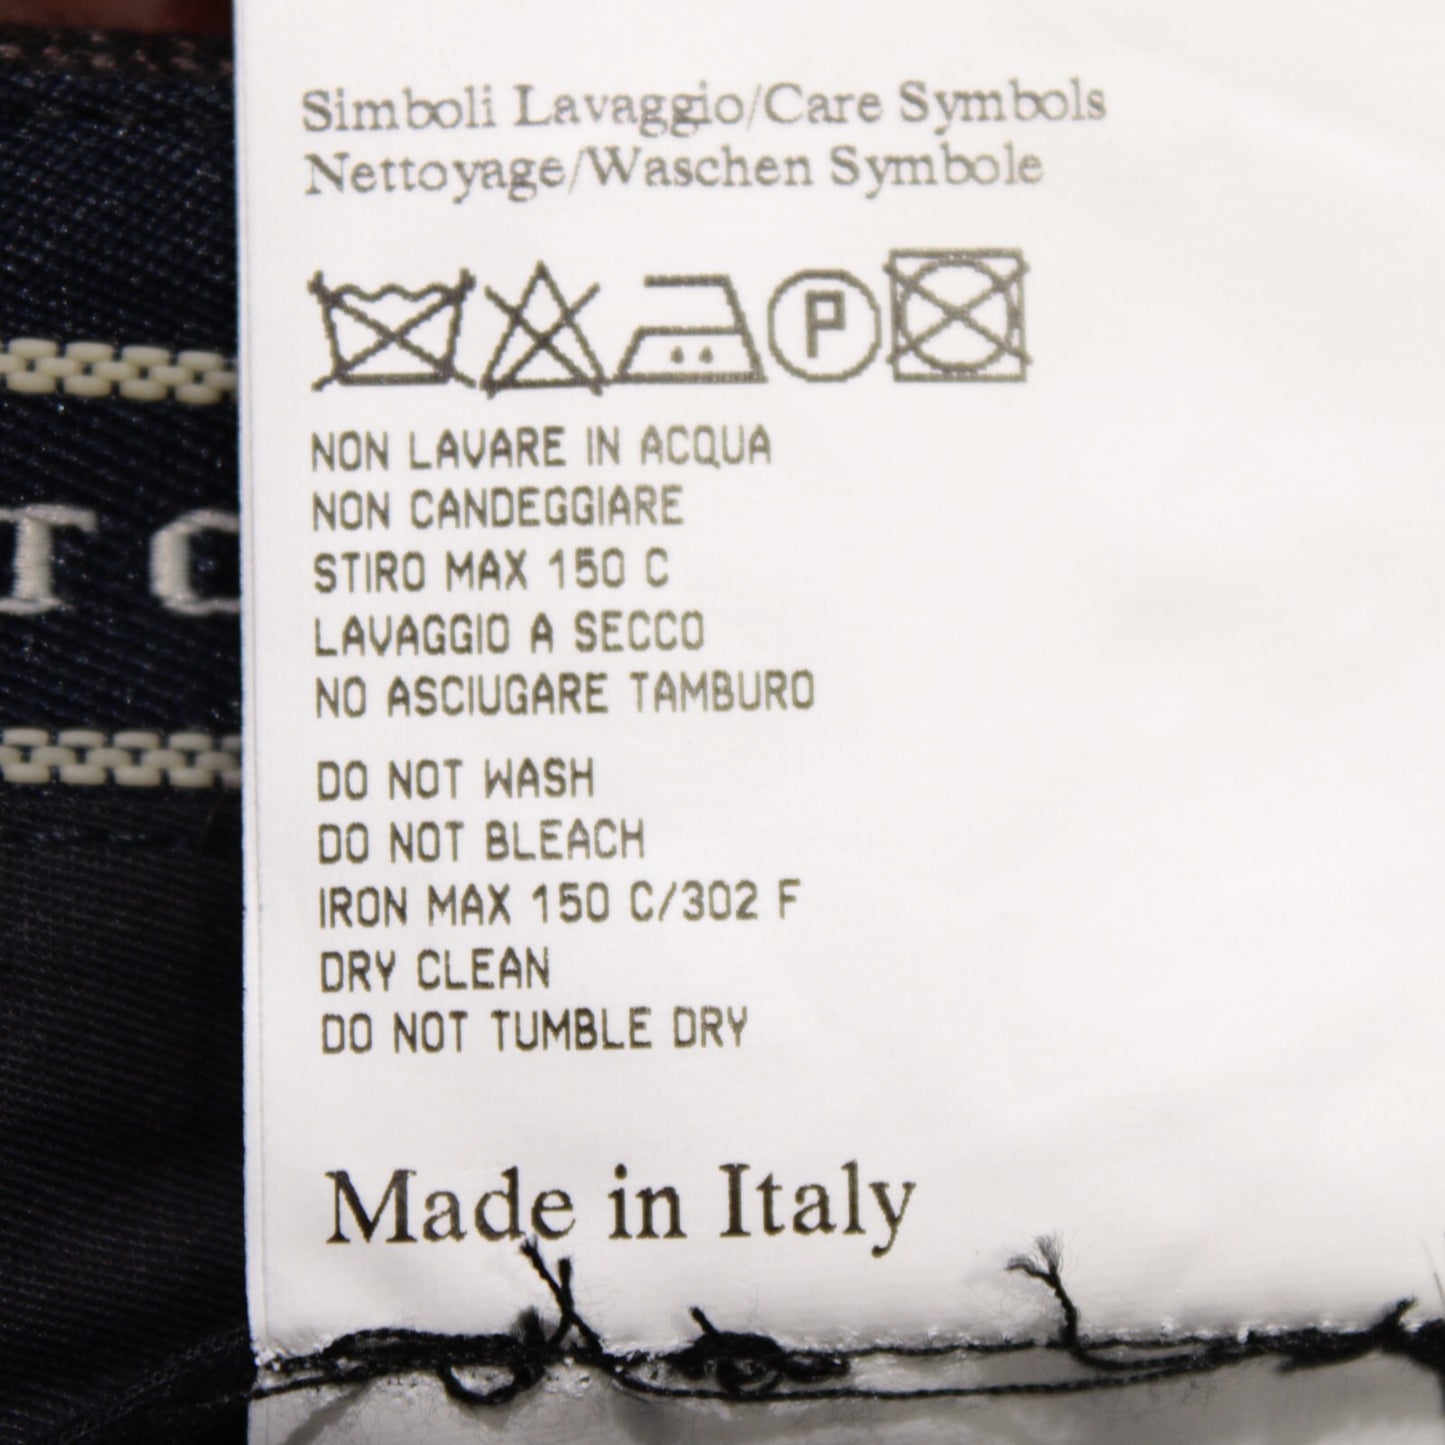 Simboli Lavaggio/Care Symbols
Nettoyage/Waschen Symbole
P
NON LAVARE IN ACQUA
NON CANDEGGIARE
STIRO MAX 150 C
LAVAGGIO A SECCO
NO ASCIUGARE TAMBURO
DO NOT WASH
DO NOT BLEACH
IRON MAX 150 C/302 F
DRY CLEAN
DO NOT TUMBLE DRY
Made in Italy